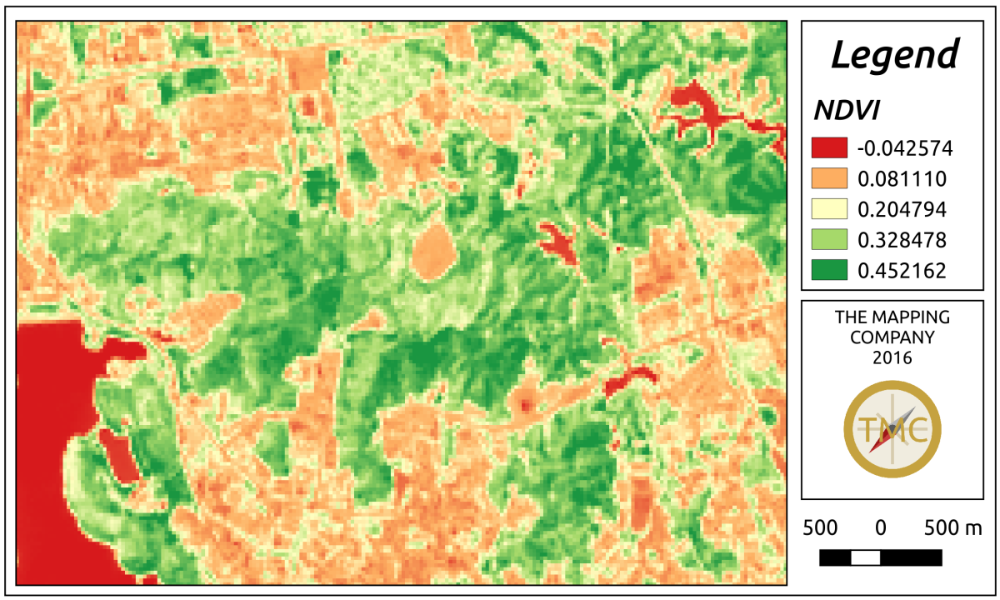 Legend
NDVI
-0.042574
0.081110
0.204794
0.328478
0.452162
THE MAPPING
COMPANY
2016
TMC
500 0 500 m